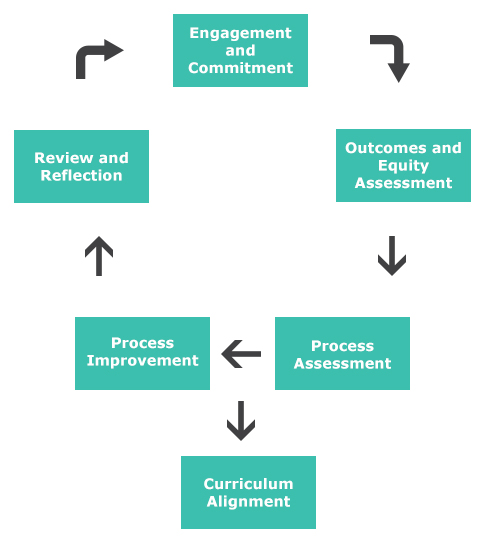 Engagement
and
Commitment
Outcomes and
Equity
Assessment
Process
Assessment
Process
Improvement
Curriculum
Alignment
Review and
Reflection